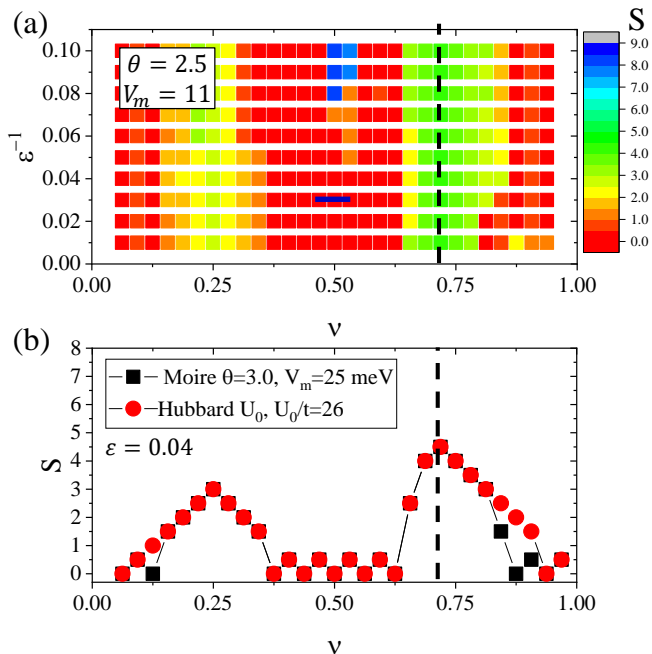 (a)
S
θ = 2.5
V_m = 11
0.10
0.08
0.06
0.04
0.02
0.00
ε⁻¹
0.00 0.25 0.50 0.75 1.00
ν
9.0
8.0
7.0
6.0
5.0
4.0
3.0
2.0
1.0
0.0
(b)
8
7
6
5
4
3
2
1
0
S
Moire θ=3.0, V_m=25 meV
Hubbard U_0, U_0/t=26
ε = 0.04
0.00 0.25 0.50 0.75 1.00
ν